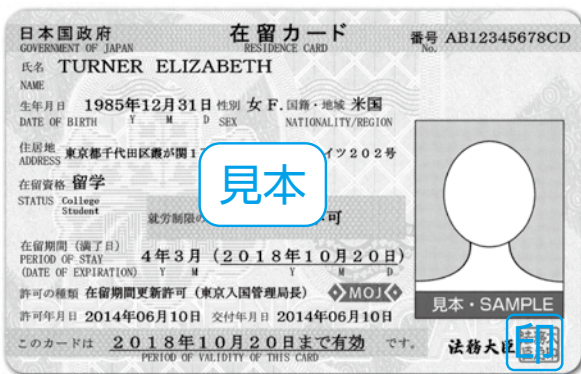 日本国政府 在留カード 番号 AB12345678CD
GOVERNMENT OF JAPAN RESIDENCE CARD No.
氏名 TURNER ELIZABETH
NAME
生年月日 1985年12月31日 性別 女 F. 国籍・地域 米国
DATE OF BIRTH Y M D SEX NATIONALITY/REGION
住居地 東京都千代田区霞が関1 イツ202号
ADDRESS
見本
在留資格 留学
STATUS College
Student
就労制限の 可
在留期間(満了日) 4年3月(2018年10月20日)
PERIOD OF STAY
(DATE OF EXPIRATION) Y M Y M D
許可の種類 在留期間更新許可(東京入国管理局長) MOJ
見本・SAMPLE
許可年月日 2014年06月10日 交付年月日 2014年06月10日
このカードは 2018年10月20日まで有効 です。
PERIOD OF VALIDITY OF THIS CARD
法務大臣 印